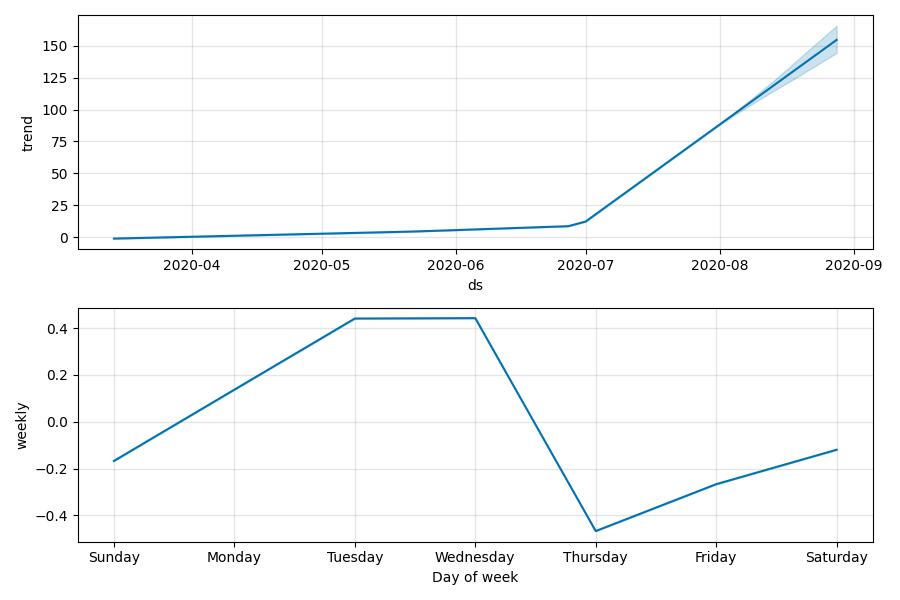 trend
150
125
100
75
50
25
0
2020-04 2020-05 2020-06 2020-07 2020-08 2020-09
ds
weekly
0.4
0.2
0.0
−0.2
−0.4
Sunday Monday Tuesday Wednesday Thursday Friday Saturday
Day of week